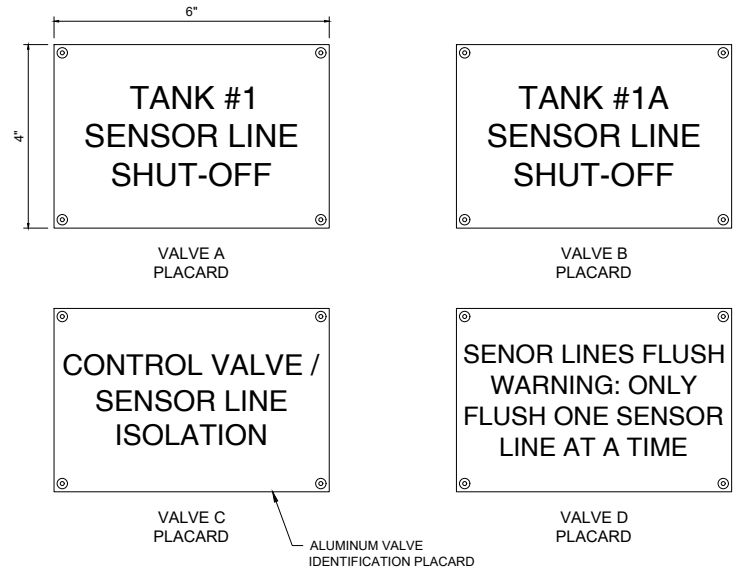 6"
4"
TANK #1
SENSOR LINE
SHUT-OFF
VALVE A
PLACARD
TANK #1A
SENSOR LINE
SHUT-OFF
VALVE B
PLACARD
CONTROL VALVE /
SENSOR LINE
ISOLATION
VALVE C
PLACARD
ALUMINUM VALVE
IDENTIFICATION PLACARD
SENOR LINES FLUSH
WARNING: ONLY
FLUSH ONE SENSOR
LINE AT A TIME
VALVE D
PLACARD